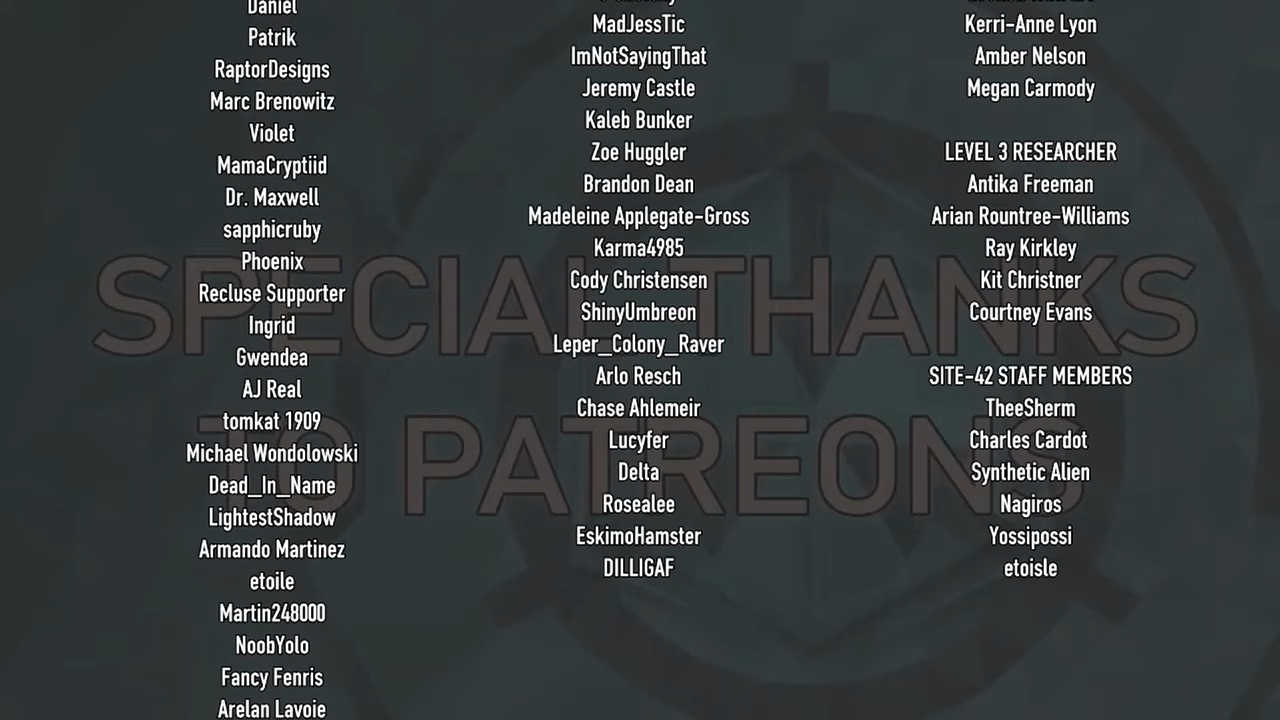 SPECIAL THANKS
TO PATREONS
Daniel
Patrik
RaptorDesigns
Marc Brenowitz
Violet
MamaCryptiid
Dr. Maxwell
sapphicruby
Phoenix
Recluse Supporter
Ingrid
Gwendea
AJ Real
tomkat 1909
Michael Wondolowski
Dead_In_Name
LightestShadow
Armando Martinez
etoile
Martin248000
NoobYolo
Fancy Fenris
Arelan Lavoie
MadJessTic
ImNotSayingThat
Jeremy Castle
Kaleb Bunker
Zoe Huggler
Brandon Dean
Madeleine Applegate-Gross
Karma4985
Cody Christensen
ShinyUmbreon
Leper_Colony_Raver
Arlo Resch
Chase Ahlemeir
Lucyfer
Delta
Rosealee
EskimoHamster
DILLIGAF
Kerri-Anne Lyon
Amber Nelson
Megan Carmody
LEVEL 3 RESEARCHER
Antika Freeman
Arian Rountree-Williams
Ray Kirkley
Kit Christner
Courtney Evans
SITE-42 STAFF MEMBERS
TheeSherm
Charles Cardot
Synthetic Alien
Nagiros
Yossipossi
etoisle